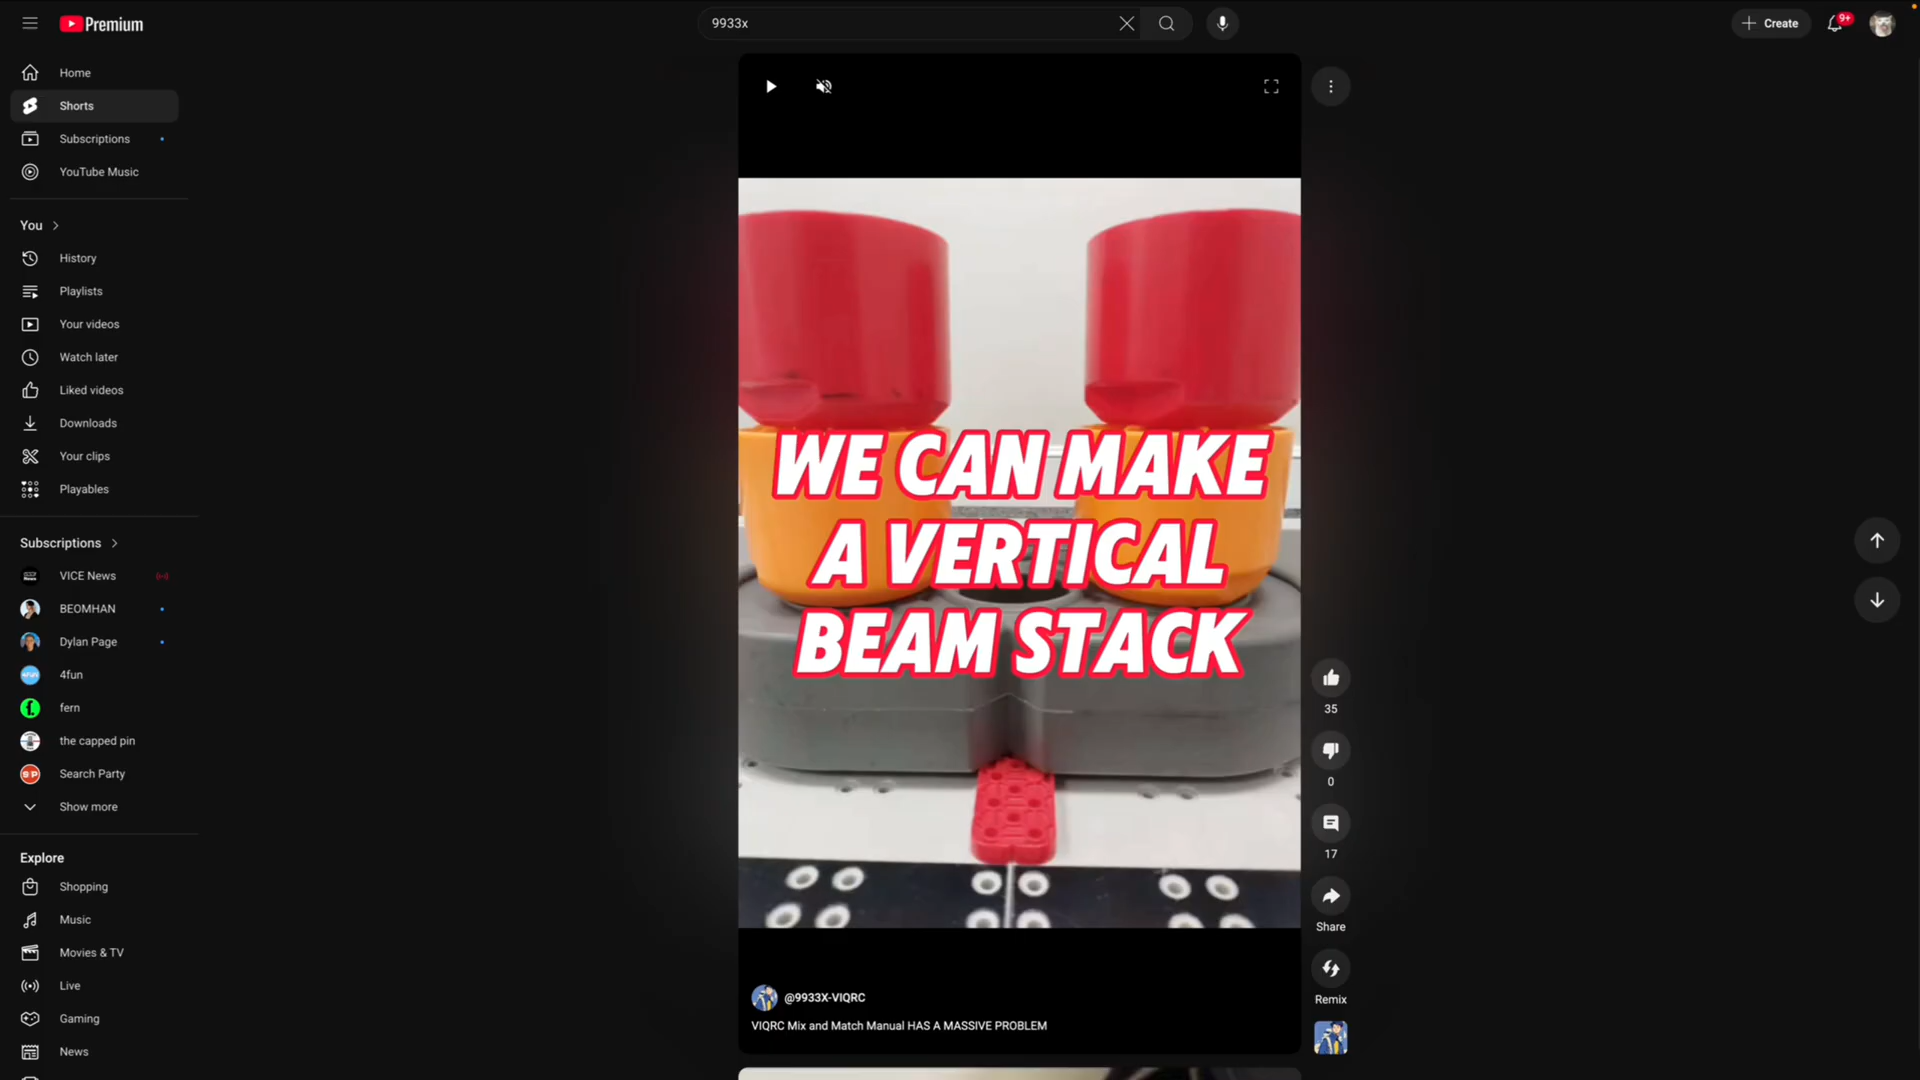 Premium
9933x
Create
9+
Home
Shorts
Subscriptions
YouTube Music
You
History
Playlists
Your videos
Watch later
Liked videos
Downloads
Your clips
Playables
Subscriptions
VICE News
BEOMHAN
Dylan Page
4fun
fern
the capped pin
Search Party
Show more
Explore
Shopping
Music
Movies & TV
Live
Gaming
News
WE CAN MAKE
A VERTICAL
BEAM STACK
@9933X-VIQRC
VIQRC Mix and Match Manual HAS A MASSIVE PROBLEM
35
0
17
Share
Remix